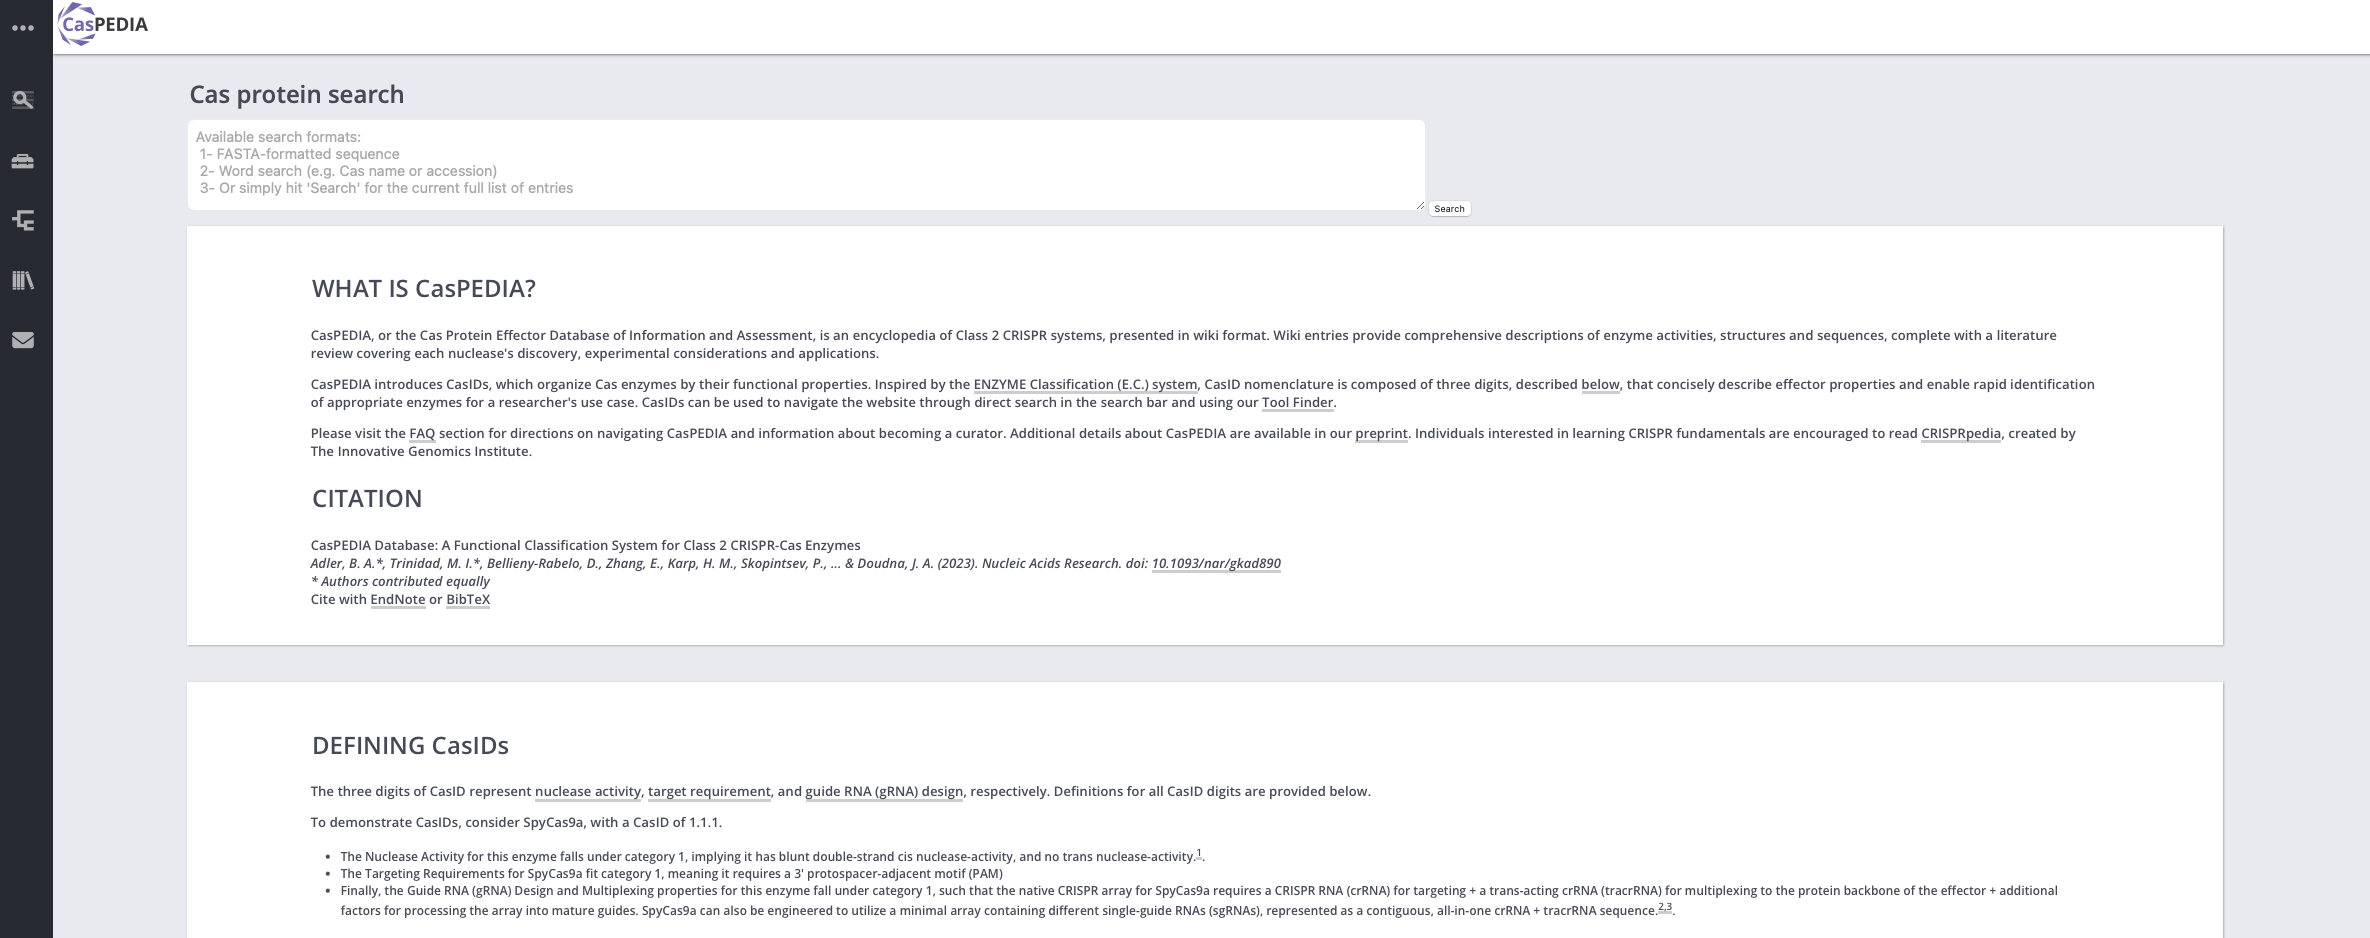 CasPEDIA
Cas protein search
Available search formats:
1- FASTA-formatted sequence
2- Word search (e.g. Cas name or accession)
3- Or simply hit 'Search' for the current full list of entries
Search
WHAT IS CasPEDIA?
CasPEDIA, or the Cas Protein Effector Database of Information and Assessment, is an encyclopedia of Class 2 CRISPR systems, presented in wiki format. Wiki entries provide comprehensive descriptions of enzyme activities, structures and sequences, complete with a literature
review covering each nuclease's discovery, experimental considerations and applications.
CasPEDIA introduces CasIDs, which organize Cas enzymes by their functional properties. Inspired by the ENZYME Classification (E.C.) system, CasID nomenclature is composed of three digits, described below, that concisely describe effector properties and enable rapid identification
of appropriate enzymes for a researcher's use case. CasIDs can be used to navigate the website through direct search in the search bar and using our Tool Finder.
Please visit the FAQ section for directions on navigating CasPEDIA and information about becoming a curator. Additional details about CasPEDIA are available in our preprint. Individuals interested in learning CRISPR fundamentals are encouraged to read CRISPRpedia, created by
The Innovative Genomics Institute.
CITATION
CasPEDIA Database: A Functional Classification System for Class 2 CRISPR-Cas Enzymes
Adler, B. A.*, Trinidad, M. I.*, Bellieny-Rabelo, D., Zhang, E., Karp, H. M., Skopintsev, P., ... & Doudna, J. A. (2023). Nucleic Acids Research. doi: 10.1093/nar/gkad890
* Authors contributed equally
Cite with EndNote or BibTeX
DEFINING CasIDs
The three digits of CasID represent nuclease activity, target requirement, and guide RNA (gRNA) design, respectively. Definitions for all CasID digits are provided below.
To demonstrate CasIDs, consider SpyCas9a, with a CasID of 1.1.1.
• The Nuclease Activity for this enzyme falls under category 1, implying it has blunt double-strand cis nuclease-activity, and no trans nuclease-activity.1.
• The Targeting Requirements for SpyCas9a fit category 1, meaning it requires a 3' protospacer-adjacent motif (PAM)
• Finally, the Guide RNA (gRNA) Design and Multiplexing properties for this enzyme fall under category 1, such that the native CRISPR array for SpyCas9a requires a CRISPR RNA (crRNA) for targeting + a trans-acting crRNA (tracrRNA) for multiplexing to the protein backbone of the effector + additional
factors for processing the array into mature guides. SpyCas9a can also be engineered to utilize a minimal array containing different single-guide RNAs (sgRNAs), represented as a contiguous, all-in-one crRNA + tracrRNA sequence.2,3.